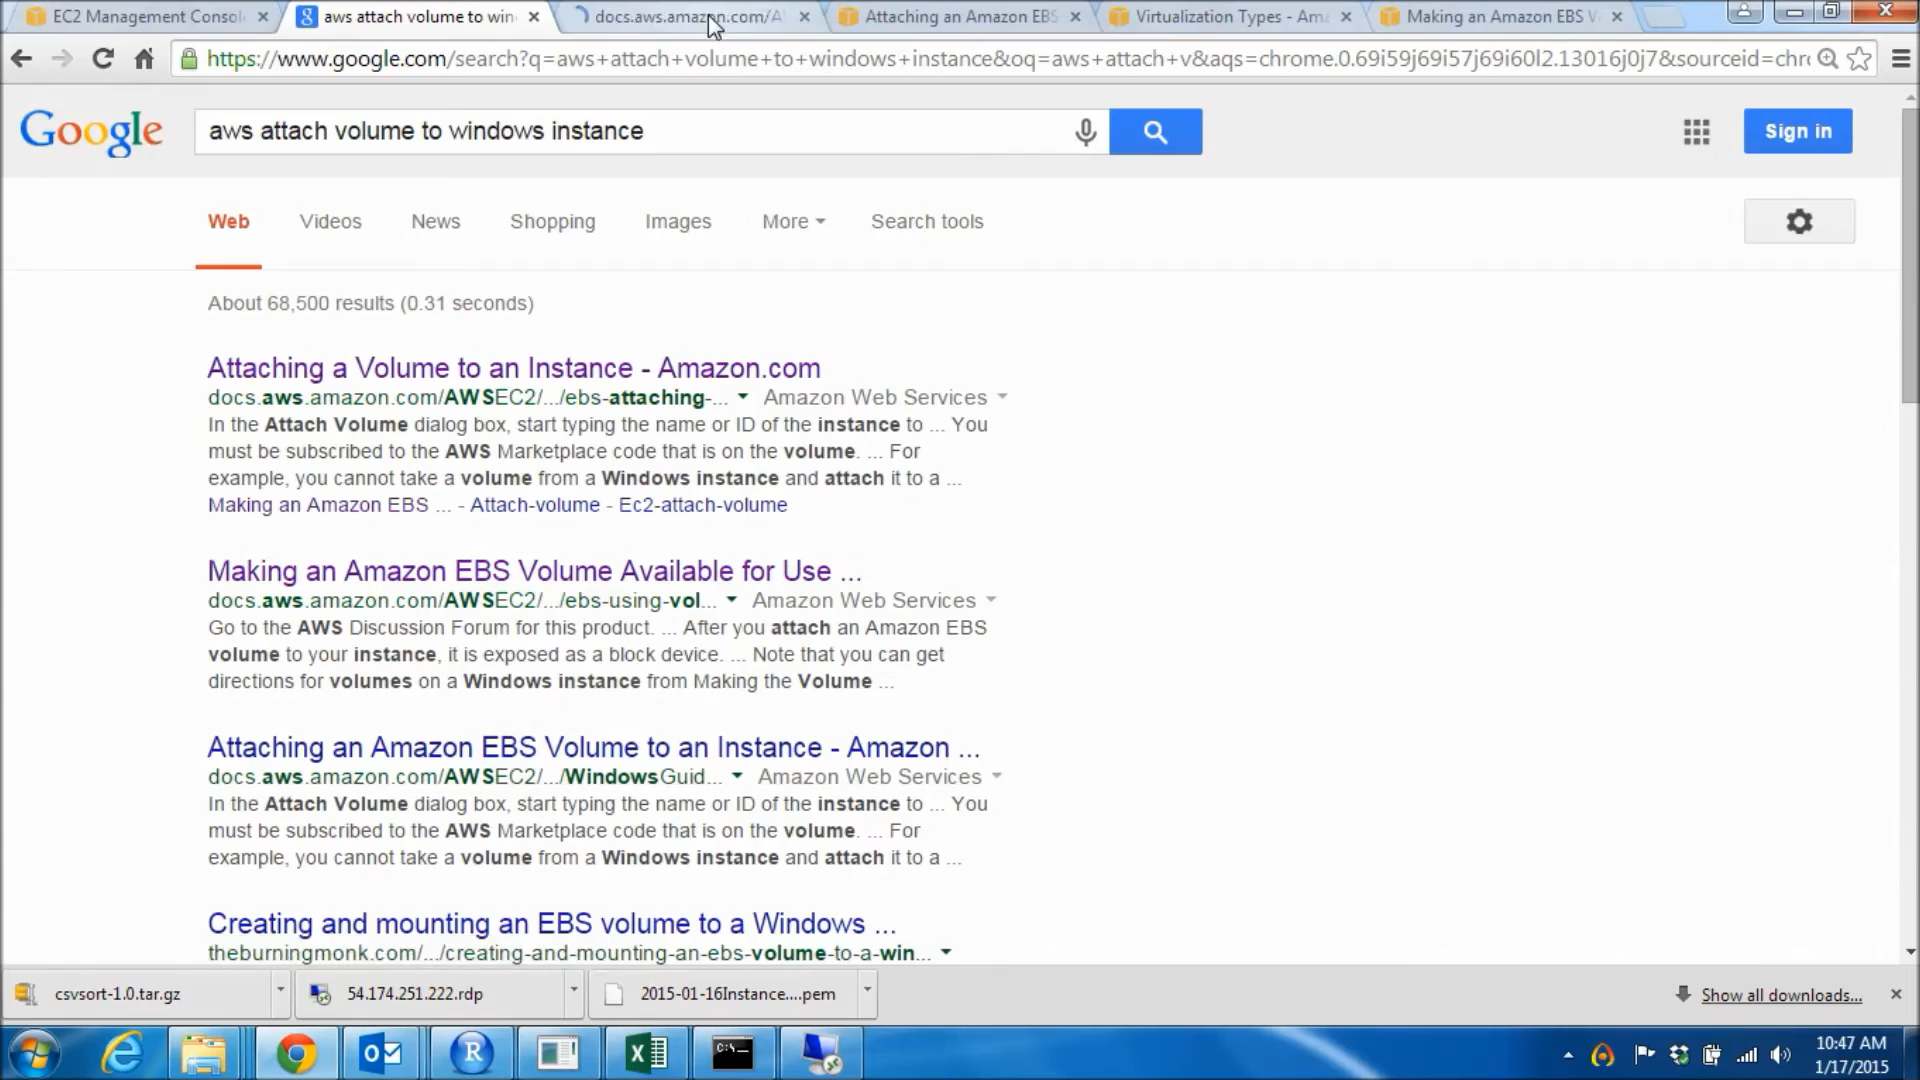 EC2 Management Consol
aws attach volume to win
docs.aws.amazon.com/A
Attaching an Amazon EBS
Virtualization Types - Am
Making an Amazon EBS V
https://www.google.com/search?q=aws+attach+volume+to+windows+instance&oq=aws+attach+v&aqs=chrome.0.69i59j69i57j69i60l2.13016j0j7&sourceid=chr
Google
aws attach volume to windows instance
Sign in
Web Videos News Shopping Images More Search tools
About 68,500 results (0.31 seconds)
Attaching a Volume to an Instance - Amazon.com
docs.aws.amazon.com/AWSEC2/.../ebs-attaching-... Amazon Web Services
In the Attach Volume dialog box, start typing the name or ID of the instance to ... You
must be subscribed to the AWS Marketplace code that is on the volume. ... For
example, you cannot take a volume from a Windows instance and attach it to a ...
Making an Amazon EBS ... - Attach-volume - Ec2-attach-volume
Making an Amazon EBS Volume Available for Use ...
docs.aws.amazon.com/AWSEC2/.../ebs-using-vol... Amazon Web Services
Go to the AWS Discussion Forum for this product. ... After you attach an Amazon EBS
volume to your instance, it is exposed as a block device. ... Note that you can get
directions for volumes on a Windows instance from Making the Volume ...
Attaching an Amazon EBS Volume to an Instance - Amazon ...
docs.aws.amazon.com/AWSEC2/.../WindowsGuid... Amazon Web Services
In the Attach Volume dialog box, start typing the name or ID of the instance to ... You
must be subscribed to the AWS Marketplace code that is on the volume. ... For
example, you cannot take a volume from a Windows instance and attach it to a ...
Creating and mounting an EBS volume to a Windows ...
theburningmonk.com/.../creating-and-mounting-an-ebs-volume-to-a-win...
csvsort-1.0.tar.gz
54.174.251.222.rdp
2015-01-16Instance....pem
Show all downloads...
10:47 AM
1/17/2015